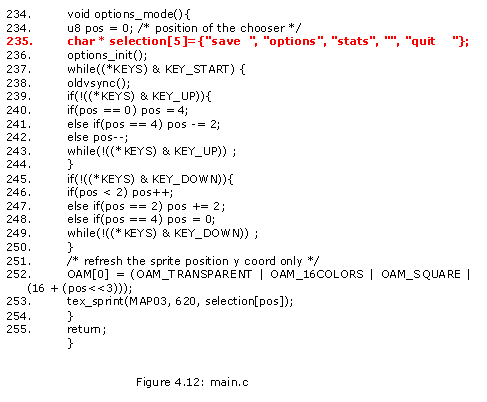 234. void options_mode(){
234. u8 pos = 0; /* position of the chooser */
235. char * selection[5]={"save  ", "options", "stats", "", "quit   "};
236. options_init();
237. while((*KEYS) & KEY_START) {
238. oldvsync();
239. if(!((*KEYS) & KEY_UP)){
240. if(pos == 0) pos = 4;
241. else if(pos == 4) pos -= 2;
242. else pos--;
243. while(!((*KEYS) & KEY_UP)) ;
244. }
245. if(!((*KEYS) & KEY_DOWN)){
246. if(pos < 2) pos++;
247. else if(pos == 2) pos += 2;
248. else if(pos == 4) pos = 0;
249. while(!((*KEYS) & KEY_DOWN)) ;
250. }
251. /* refresh the sprite position y coord only */
252. OAM[0] = (OAM_TRANSPARENT | OAM_16COLORS | OAM_SQUARE |
(16 + (pos<<3)));
253. tex_sprint(MAP03, 620, selection[pos]);
254. }
255. return;
}
Figure 4.12: main.c